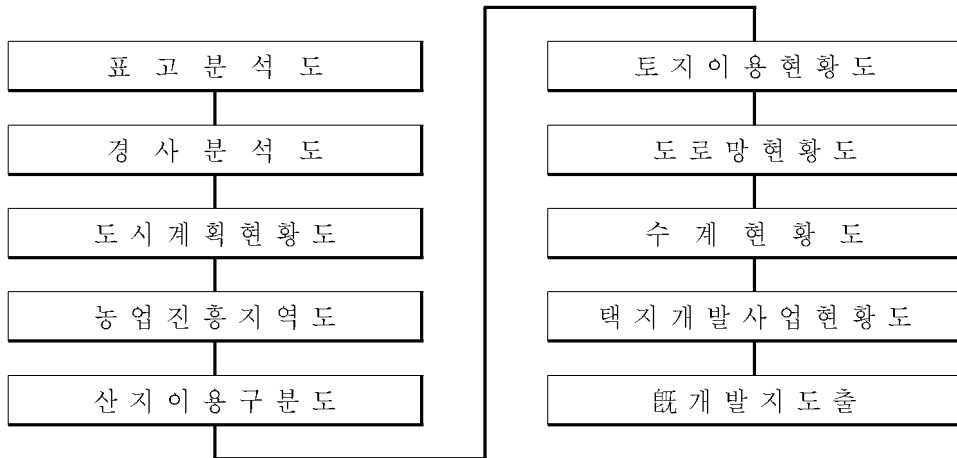 표고분석도
경사분석도
도시계획현황도
농업진흥지역도
산지이용구분도
토지이용현황도
도로망현황도
수계현황도
택지개발사업현황도
旣개발지도출